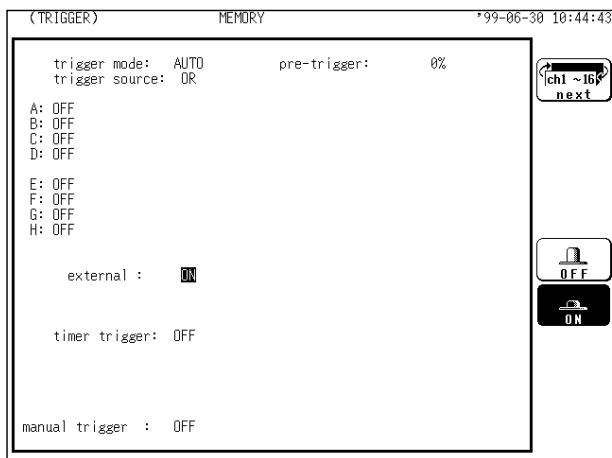 (TRIGGER) MEMORY '99-06-30 10:44:43
trigger mode: AUTO pre-trigger: 0%
trigger source: OR
ch1 ~16
next
A: OFF
B: OFF
C: OFF
D: OFF
E: OFF
F: OFF
G: OFF
H: OFF
external : ON
OFF
ON
timer trigger: OFF
manual trigger : OFF